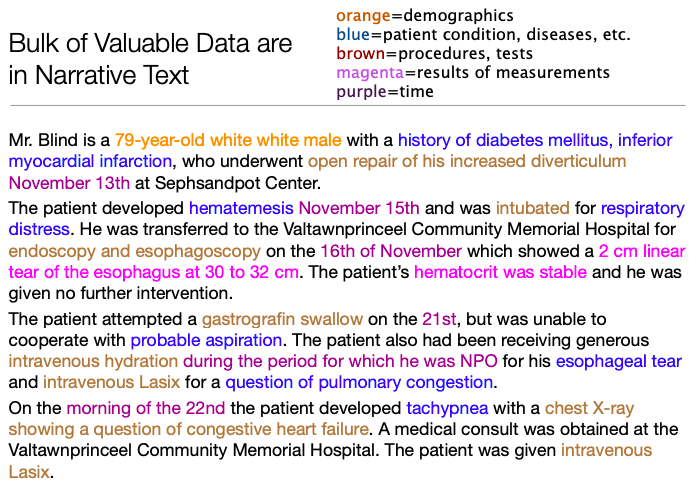 Bulk of Valuable Data are
in Narrative Text
orange=demographics
blue=patient condition, diseases, etc.
brown=procedures, tests
magenta=results of measurements
purple=time
Mr. Blind is a 79-year-old white white male with a history of diabetes mellitus, inferior
myocardial infarction, who underwent open repair of his increased diverticulum
November 13th at Sephsandpot Center.
The patient developed hematemesis November 15th and was intubated for respiratory
distress. He was transferred to the Valtawnprinceel Community Memorial Hospital for
endoscopy and esophagoscopy on the 16th of November which showed a 2 cm linear
tear of the esophagus at 30 to 32 cm. The patient’s hematocrit was stable and he was
given no further intervention.
The patient attempted a gastrografin swallow on the 21st, but was unable to
cooperate with probable aspiration. The patient also had been receiving generous
intravenous hydration during the period for which he was NPO for his esophageal tear
and intravenous Lasix for a question of pulmonary congestion.
On the morning of the 22nd the patient developed tachypnea with a chest X-ray
showing a question of congestive heart failure. A medical consult was obtained at the
Valtawnprinceel Community Memorial Hospital. The patient was given intravenous
Lasix.